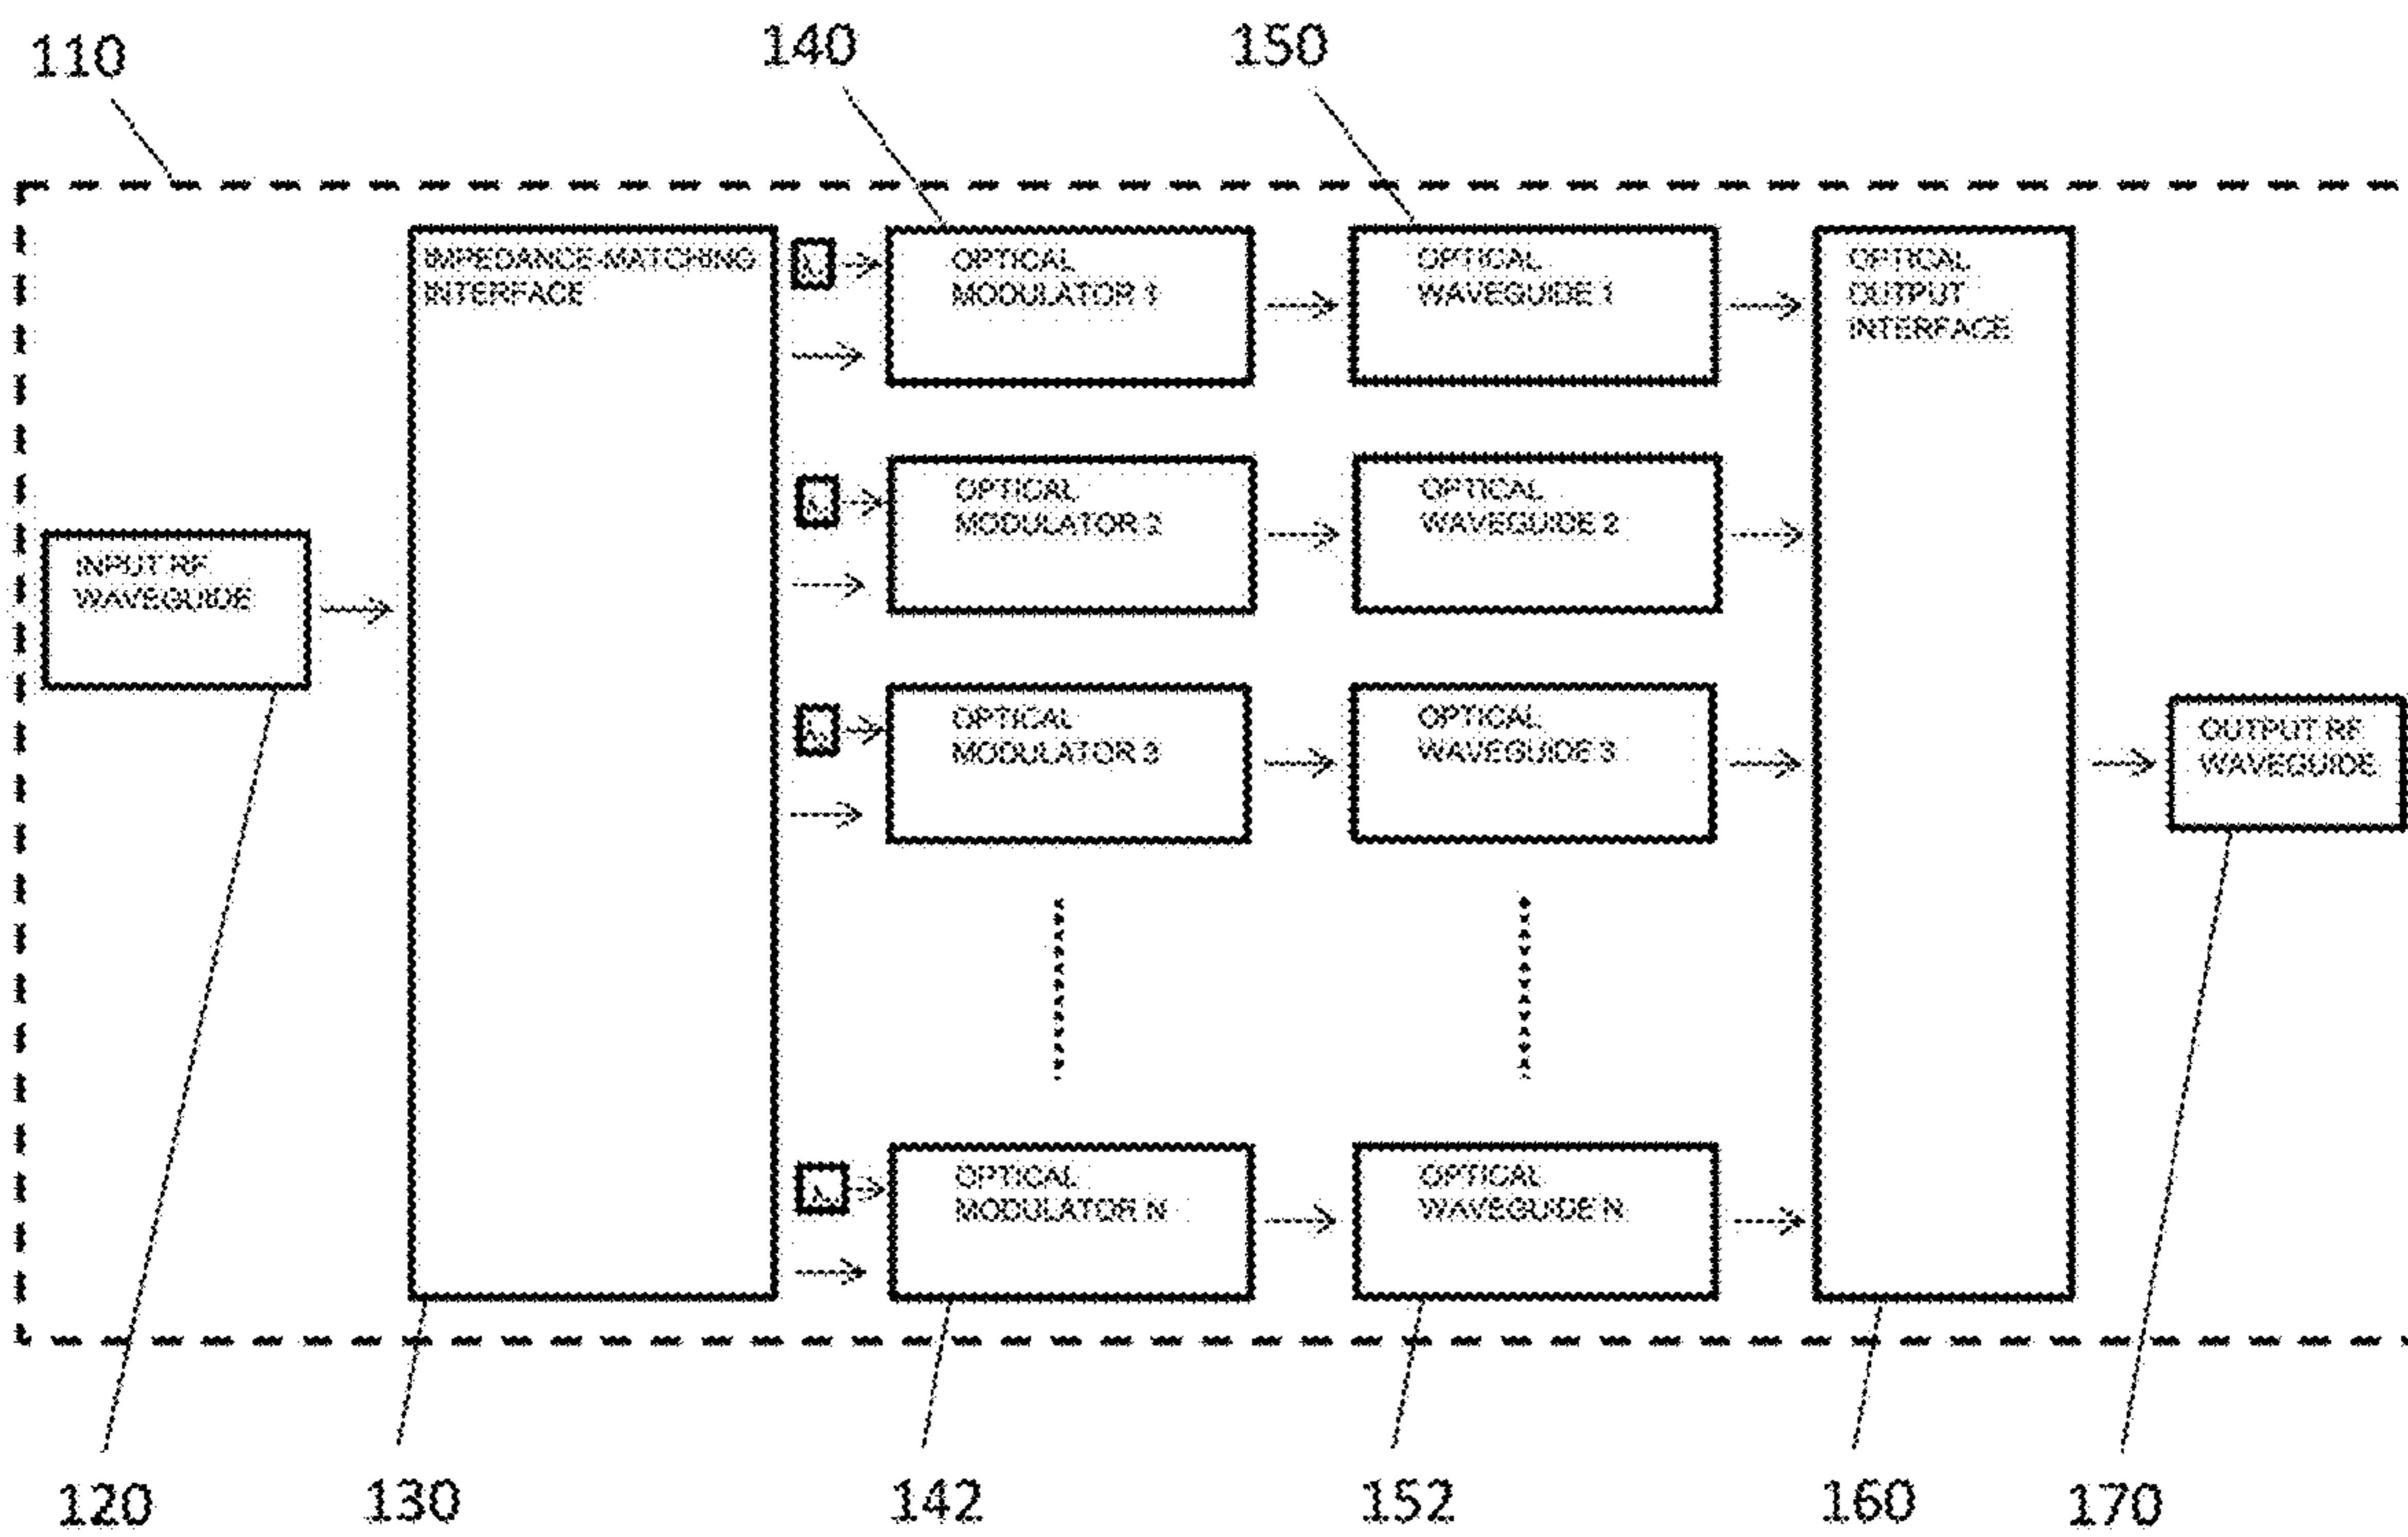 110
140
150
IMPEDANCE-MATCHING
INTERFACE
OPTICAL
MODULATOR 1
OPTICAL
WAVEGUIDE 1
OPTICAL
OUTPUT
INTERFACE
OPTICAL
MODULATOR 2
OPTICAL
WAVEGUIDE 2
INPUT RF
WAVEGUIDE
OPTICAL
MODULATOR 3
OPTICAL
WAVEGUIDE 3
OUTPUT RF
WAVEGUIDE
OPTICAL
MODULATOR N
OPTICAL
WAVEGUIDE N
120
130
142
152
160
170